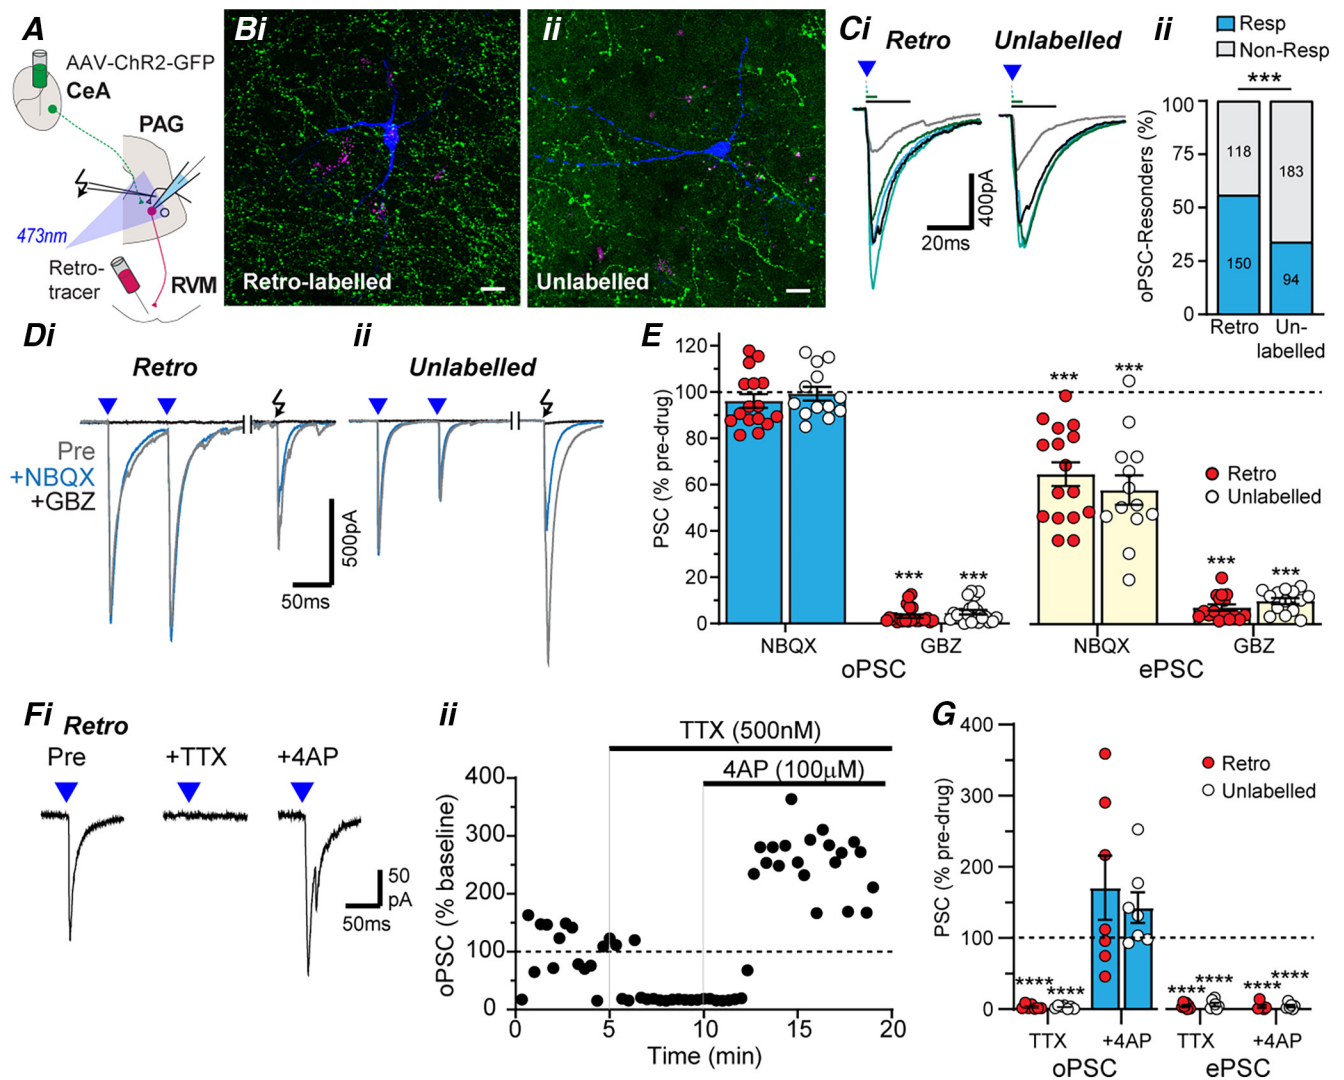 A
AAV-ChR2-GFP
CeA
PAG
473nm
Retro-
tracer
RVM
Bi
Retro-labelled
ii
Unlabelled
Ci
Retro
Unlabelled
400pA
20ms
ii
Resp
Non-Resp
***
oPSC-Resonders (%)
100
75
50
25
0
118
150
183
94
Retro
Un-
labelled
Di
Retro
Pre
+NBQX
+GBZ
500pA
50ms
ii
Unlabelled
E
PSC (% pre-drug)
120
100
80
60
40
20
0
***
***
***
***
***
***
Retro
Unlabelled
NBQX
GBZ
NBQX
GBZ
oPSC
ePSC
Fi
Retro
Pre
+TTX
+4AP
50
pA
50ms
ii
TTX (500nM)
4AP (100µM)
oPSC (% baseline)
400
300
200
100
0
0
5
10
15
20
Time (min)
G
PSC (% pre-drug)
400
300
200
100
0
Retro
Unlabelled
****
****
****
****
****
****
TTX
+4AP
TTX
+4AP
oPSC
ePSC